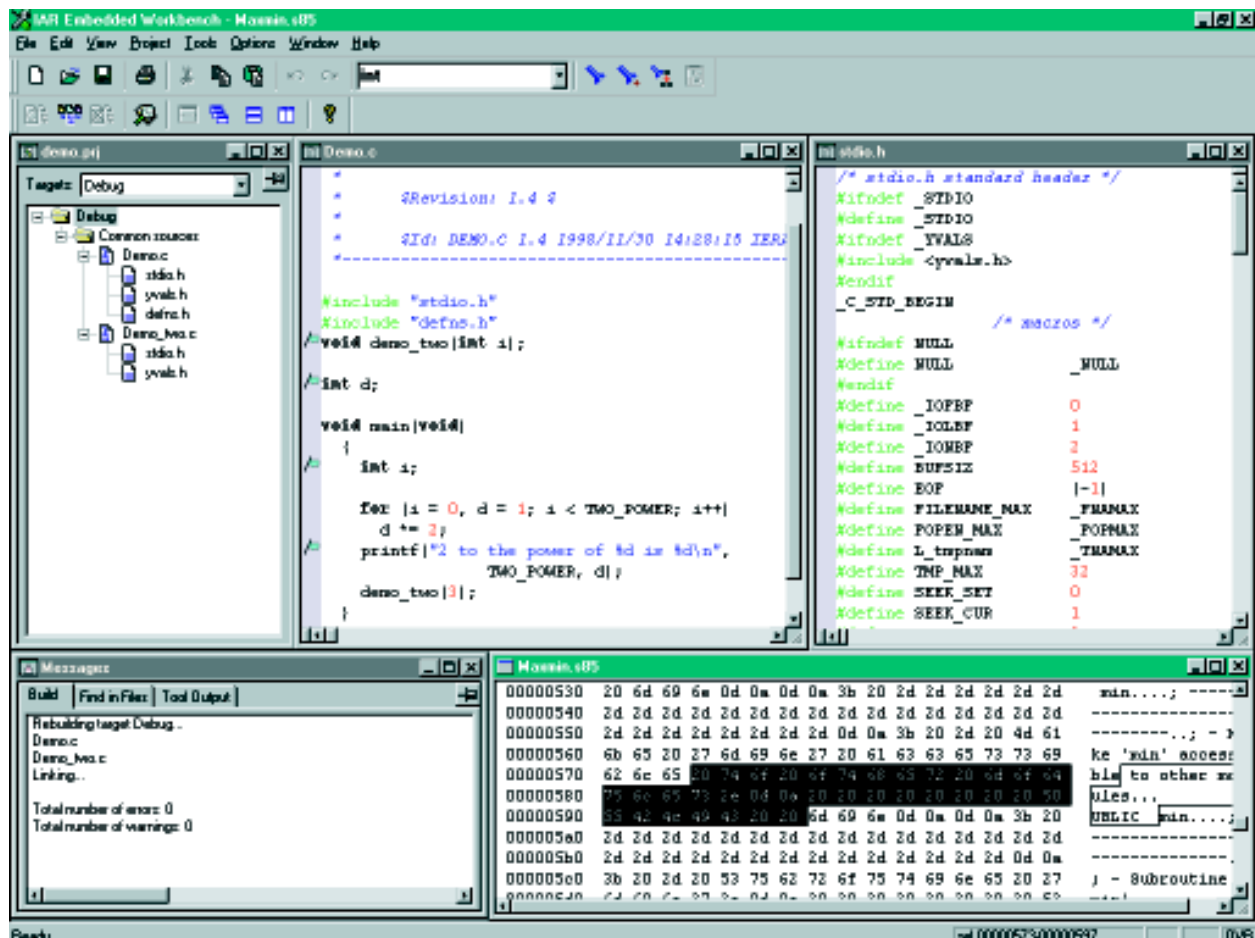 IAR Embedded Workbench - Maxmin.s85
File Edit View Project Tools Options Window Help
int
demo.prj
Targets: Debug
Debug
Common sources
Demo.c
stdio.h
yvals.h
defns.h
Demo_two.c
stdio.h
yvals.h
Demo.c
*
* $Revision: 1.4 $
*
* $Id: DEMO.C 1.4 1998/11/30 14:28:15
*-----------------------------------------------
#include "stdio.h"
#include "defns.h"
void demo_two(int i);
int d;
void main(void)
{
int i;
for (i = 0, d = 1; i < TWO_POWER; i++)
d *= 2;
printf("2 to the power of %d is %d\n",
TWO_POWER, d);
demo_two(3);
}
stdio.h
/* stdio.h standard header */
#ifndef _STDIO
#define _STDIO
#ifndef _YVALS
#include <yvals.h>
#endif
_C_STD_BEGIN
/* macros */
#ifndef NULL
#define NULL _NULL
#endif
#define _IOFBF 0
#define _IOLBF 1
#define _IONBF 2
#define BUFSIZ 512
#define EOF (-1)
#define FILENAME_MAX _FNAMAX
#define FOPEN_MAX _FOPMAX
#define L_tmpnam _TNAMAX
#define TMP_MAX 32
#define SEEK_SET 0
#define SEEK_CUR 1
Messages
Build Find in Files Tool Output
Rebuilding target Debug...
Demo.c
Demo_two.c
Linking...
Total number of errors: 0
Total number of warnings: 0
Maxmin.s85
00000530 20 6d 69 6e 0d 0a 0d 0a 3b 20 2d 2d 2d 2d 2d 2d min....; -----
00000540 2d 2d 2d 2d 2d 2d 2d 2d 2d 2d 2d 2d 2d 2d 2d 2d --------------
00000550 2d 2d 2d 2d 2d 2d 2d 2d 2d 0d 0a 3b 20 2d 20 4d 61 ---------..; -
00000560 6b 65 20 27 6d 69 6e 27 20 61 63 63 65 73 73 69 ke 'min' access
00000570 62 6c 65 20 74 6f 20 6f 74 68 65 72 20 6d 6f 64 ble to other mo
00000580 75 6c 65 73 2e 0d 0a 20 20 20 20 20 20 20 20 50 ules...
00000590 55 42 4c 49 43 20 20 6d 69 6e 0d 0a 0d 0a 3b 20 UBLIC min....;
000005a0 2d 2d 2d 2d 2d 2d 2d 2d 2d 2d 2d 2d 2d 2d 2d 2d --------------
000005b0 2d 2d 2d 2d 2d 2d 2d 2d 2d 2d 2d 2d 2d 2d 0d 0a --------------.
000005c0 3b 20 2d 20 53 75 62 72 6f 75 74 69 6e 65 20 27 ; - Subroutine
Ready
sel 00000573:00000597 OVR